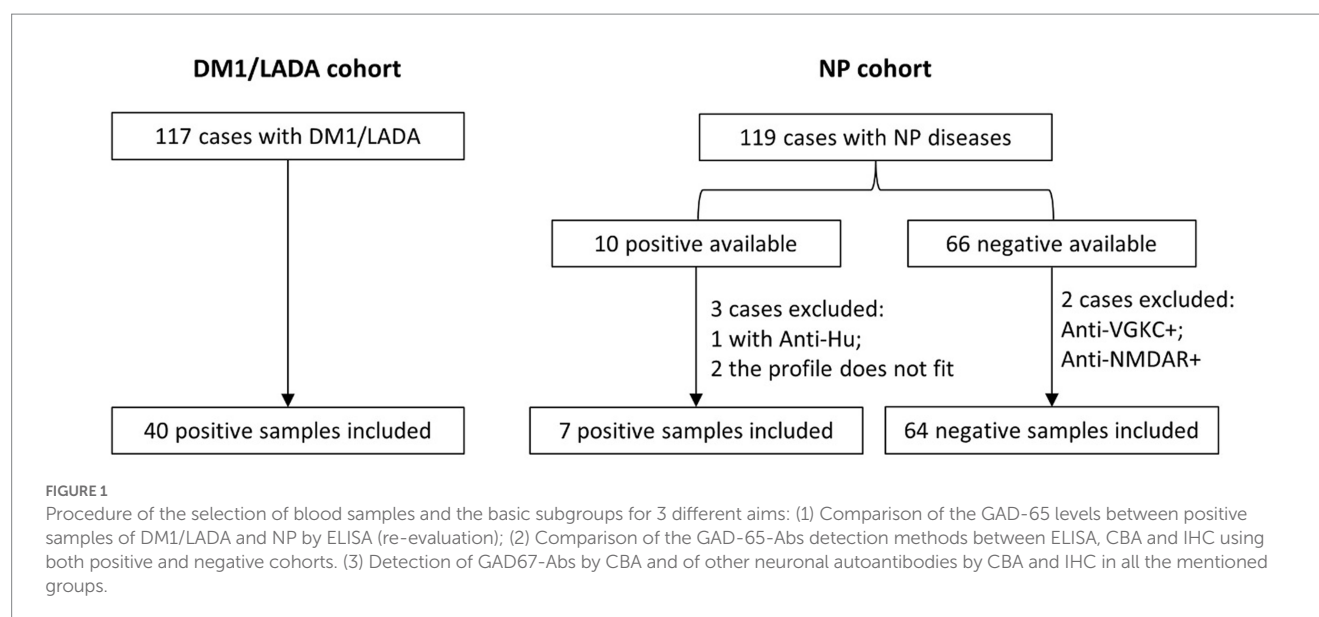 DM1/LADA cohort
NP cohort
117 cases with DM1/LADA
119 cases with NP diseases
10 positive available
66 negative available
3 cases excluded:
1 with Anti-Hu;
2 the profile does not fit
2 cases excluded:
Anti-VGKC+;
Anti-NMDAR+
40 positive samples included
7 positive samples included
64 negative samples included
FIGURE 1
Procedure of the selection of blood samples and the basic subgroups for 3 different aims: (1) Comparison of the GAD-65 levels between positive
samples of DM1/LADA and NP by ELISA (re-evaluation); (2) Comparison of the GAD-65-Abs detection methods between ELISA, CBA and IHC using
both positive and negative cohorts. (3) Detection of GAD67-Abs by CBA and of other neuronal autoantibodies by CBA and IHC in all the mentioned
groups.